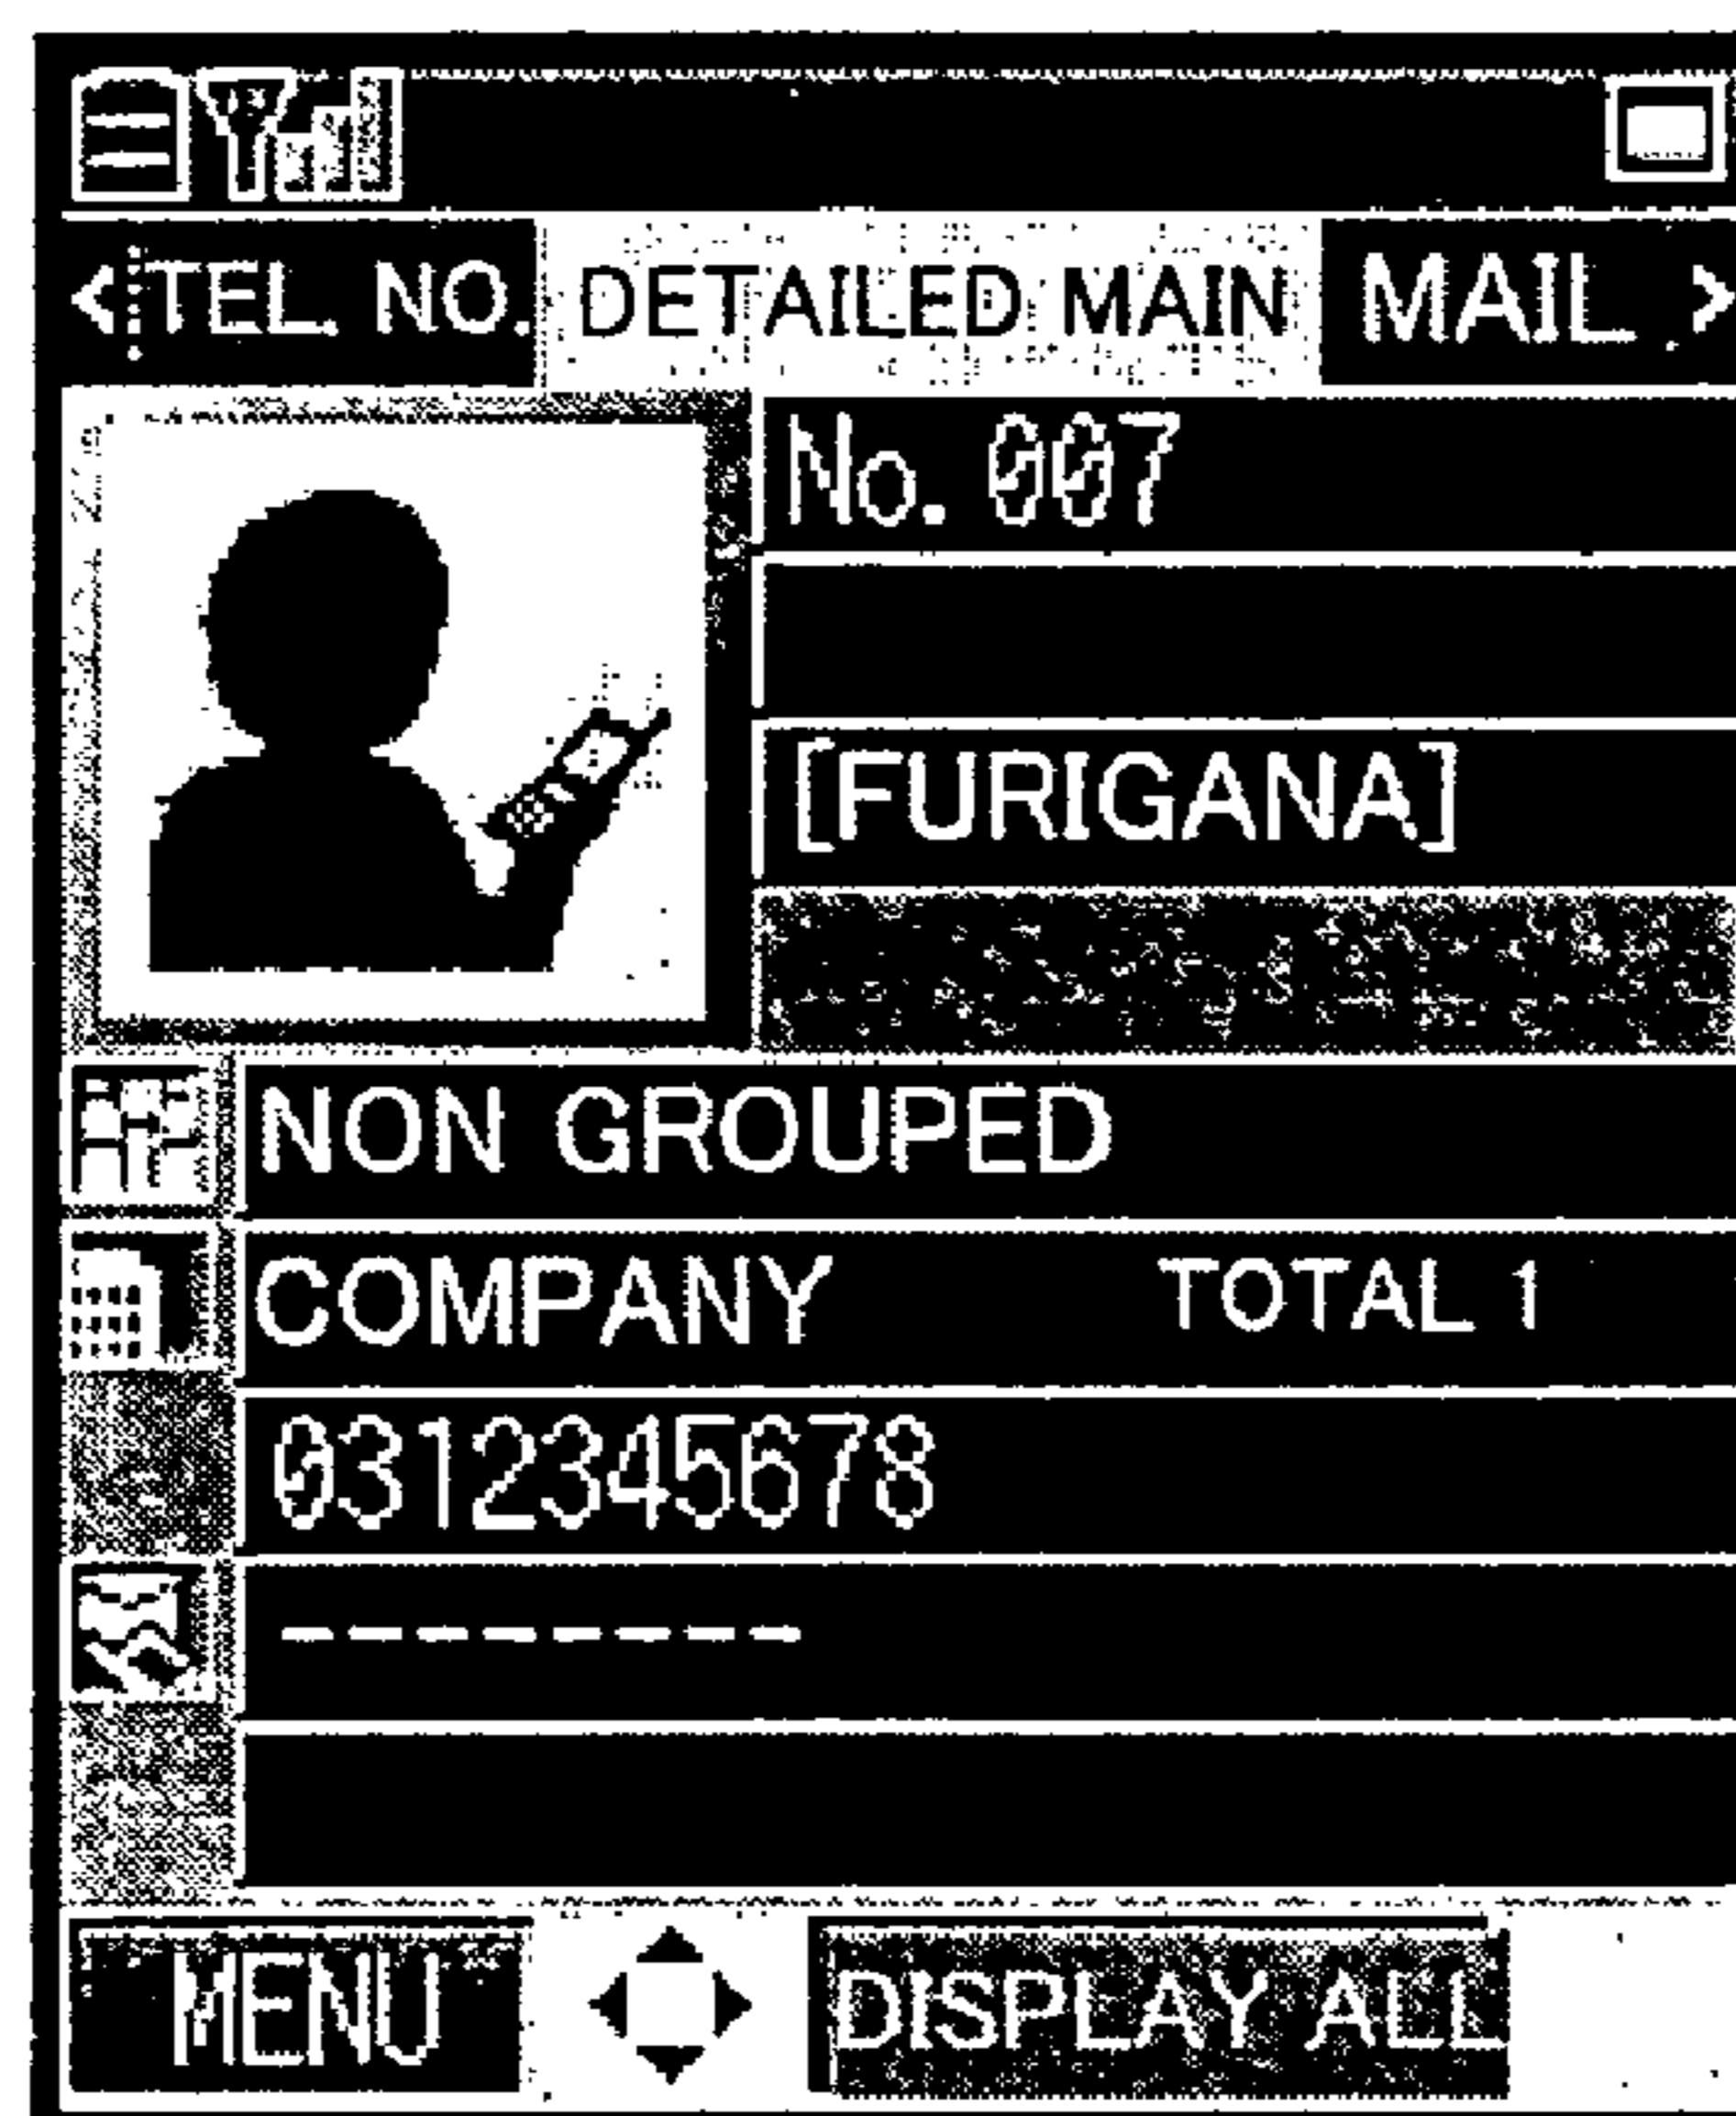 < TEL. NO. DETAILED MAIN MAIL >
No. 007
[FURIGANA]
NON GROUPED
COMPANY TOTAL 1
0312345678
--------
MENU DISPLAY ALL